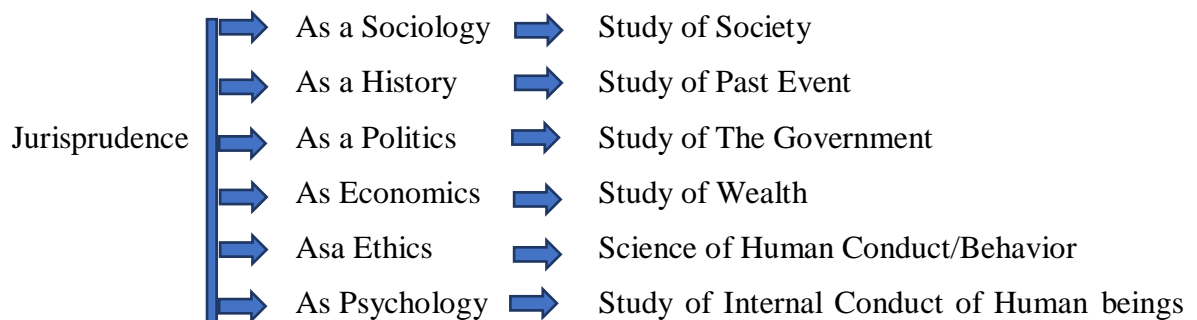 As a Sociology Study of Society
As a History Study of Past Event
Jurisprudence As a Politics Study of The Government
As Economics Study of Wealth
Asa Ethics Science of Human Conduct/Behavior
As Psychology Study of Internal Conduct of Human beings